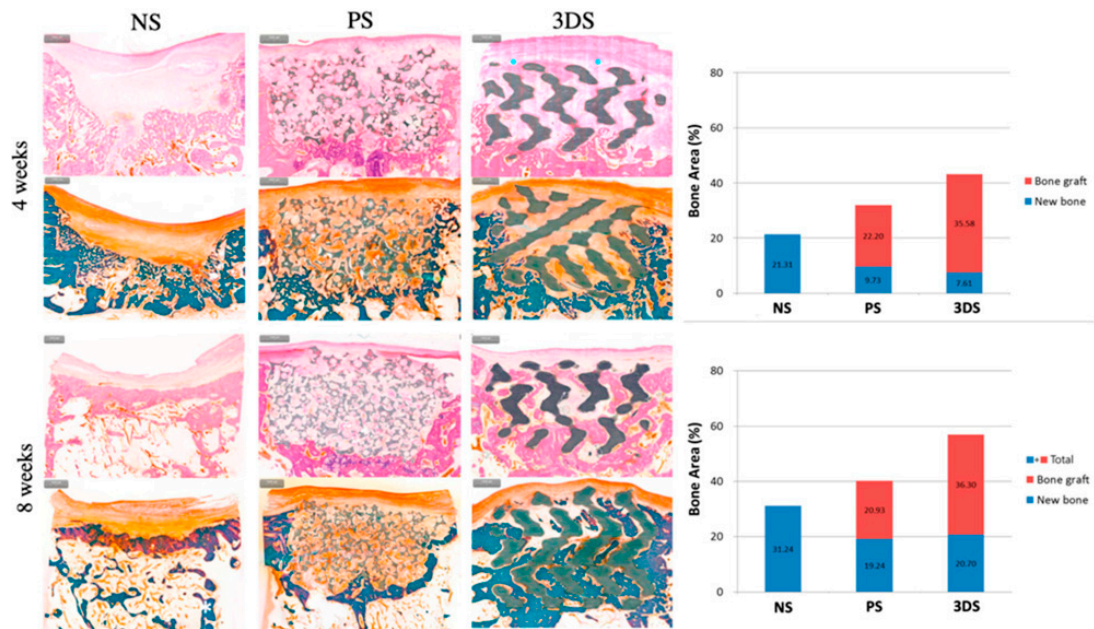 NS PS 3DS
4 weeks
8 weeks
Bone Area (%)
80
60
40
20
0
21.31
22.20
9.73
35.58
7.61
NS PS 3DS
Bone graft
New bone
Bone Area (%)
80
60
40
20
0
31.24
20.93
19.24
36.30
20.70
NS PS 3DS
+ Total
Bone graft
New bone